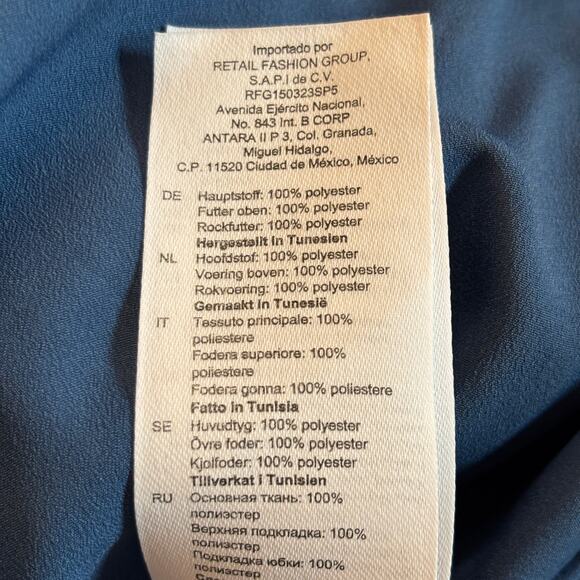 Importado por
RETAIL FASHION GROUP,
S.A.P.I de C.V.
RFG150323SP5
Avenida Ejército Nacional,
No. 843 Int. B CORP
ANTARA II P 3, Col. Granada,
Miguel Hidalgo,
C.P. 11520 Ciudad de México, México
DE Hauptstoff: 100% polyester
Futter oben: 100% polyester
Rockfutter: 100% polyester
Hergestellt in Tunesien
NL Hoofdstof: 100% polyester
Voering boven: 100% polyester
Rokvoering: 100% polyester
Gemaakt in Tunesië
IT Tessuto principale: 100%
poliestere
Fodera superiore: 100%
poliestere
Fodera gonna: 100% poliestere
Fatto in Tunisia
SE Huvudtyg: 100% polyester
Övre foder: 100% polyester
Kjolfoder: 100% polyester
Tillverkat i Tunisien
RU Основная ткань: 100%
полиэстер
Верхняя подкладка: 100%
полиэстер
Подкладка юбки: 100%
полиэстер